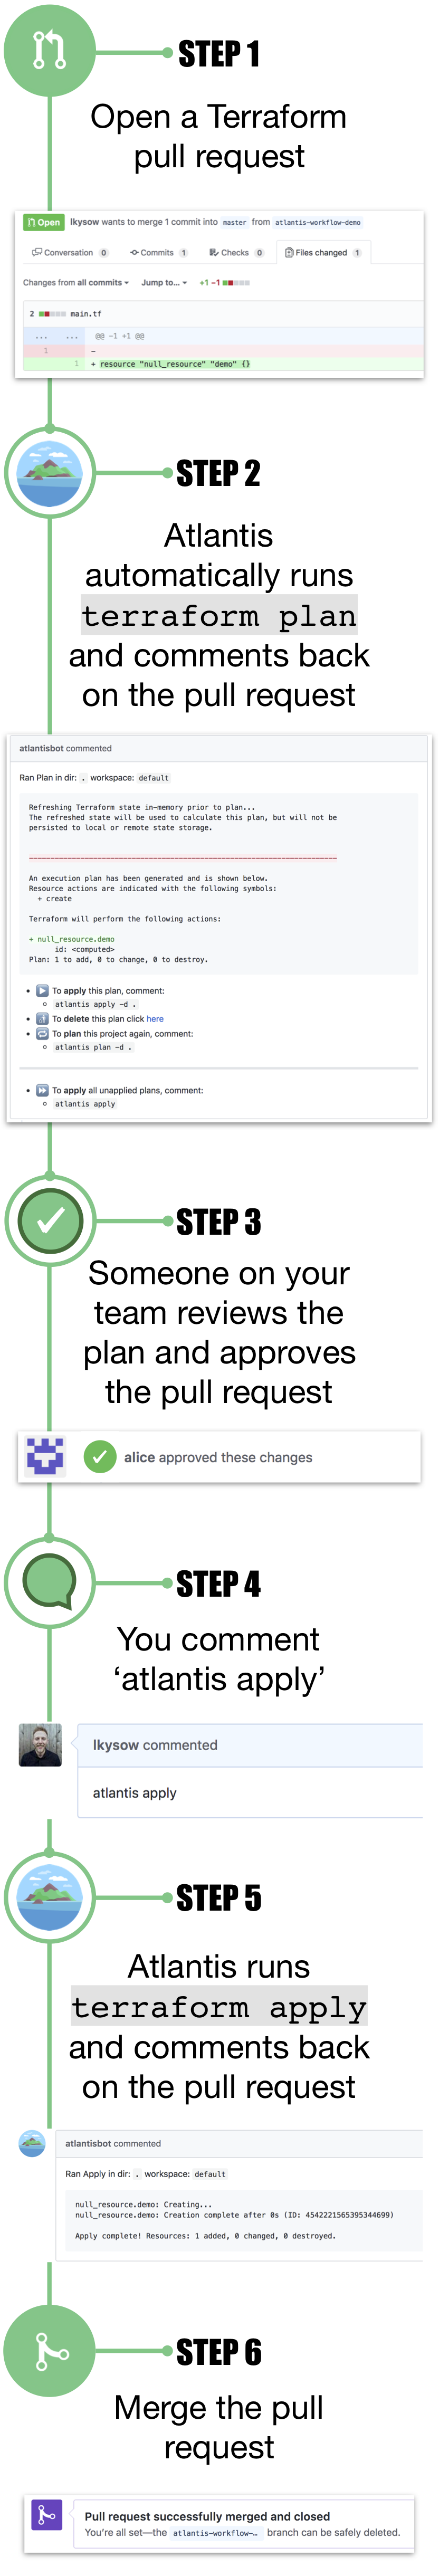 STEP 1
Open a Terraform
pull request
Open lkysow wants to merge 1 commit into master from atlantis-workflow-demo
Conversation 0 Commits 1 Checks 0 Files changed 1
Changes from all commits Jump to... +1 −1
2 main.tf
... ... @@ -1 +1 @@
1 -
1 + resource "null_resource" "demo" {}
STEP 2
Atlantis
automatically runs
terraform plan
and comments back
on the pull request
atlantisbot commented
Ran Plan in dir: . workspace: default
Refreshing Terraform state in-memory prior to plan...
The refreshed state will be used to calculate this plan, but will not be
persisted to local or remote state storage.
------------------------------------------------------------------------
An execution plan has been generated and is shown below.
Resource actions are indicated with the following symbols:
+ create
Terraform will perform the following actions:
+ null_resource.demo
id: <computed>
Plan: 1 to add, 0 to change, 0 to destroy.
• To apply this plan, comment:
◦ atlantis apply -d .
• To delete this plan click here
• To plan this project again, comment:
◦ atlantis plan -d .
• To apply all unapplied plans, comment:
◦ atlantis apply
STEP 3
Someone on your
team reviews the
plan and approves
the pull request
alice approved these changes
STEP 4
You comment
‘atlantis apply’
lkysow commented
atlantis apply
STEP 5
Atlantis runs
terraform apply
and comments back
on the pull request
atlantisbot commented
Ran Apply in dir: . workspace: default
null_resource.demo: Creating...
null_resource.demo: Creation complete after 0s (ID: 4542221565395344699)
Apply complete! Resources: 1 added, 0 changed, 0 destroyed.
STEP 6
Merge the pull
request
Pull request successfully merged and closed
You're all set—the atlantis-workflow-… branch can be safely deleted.